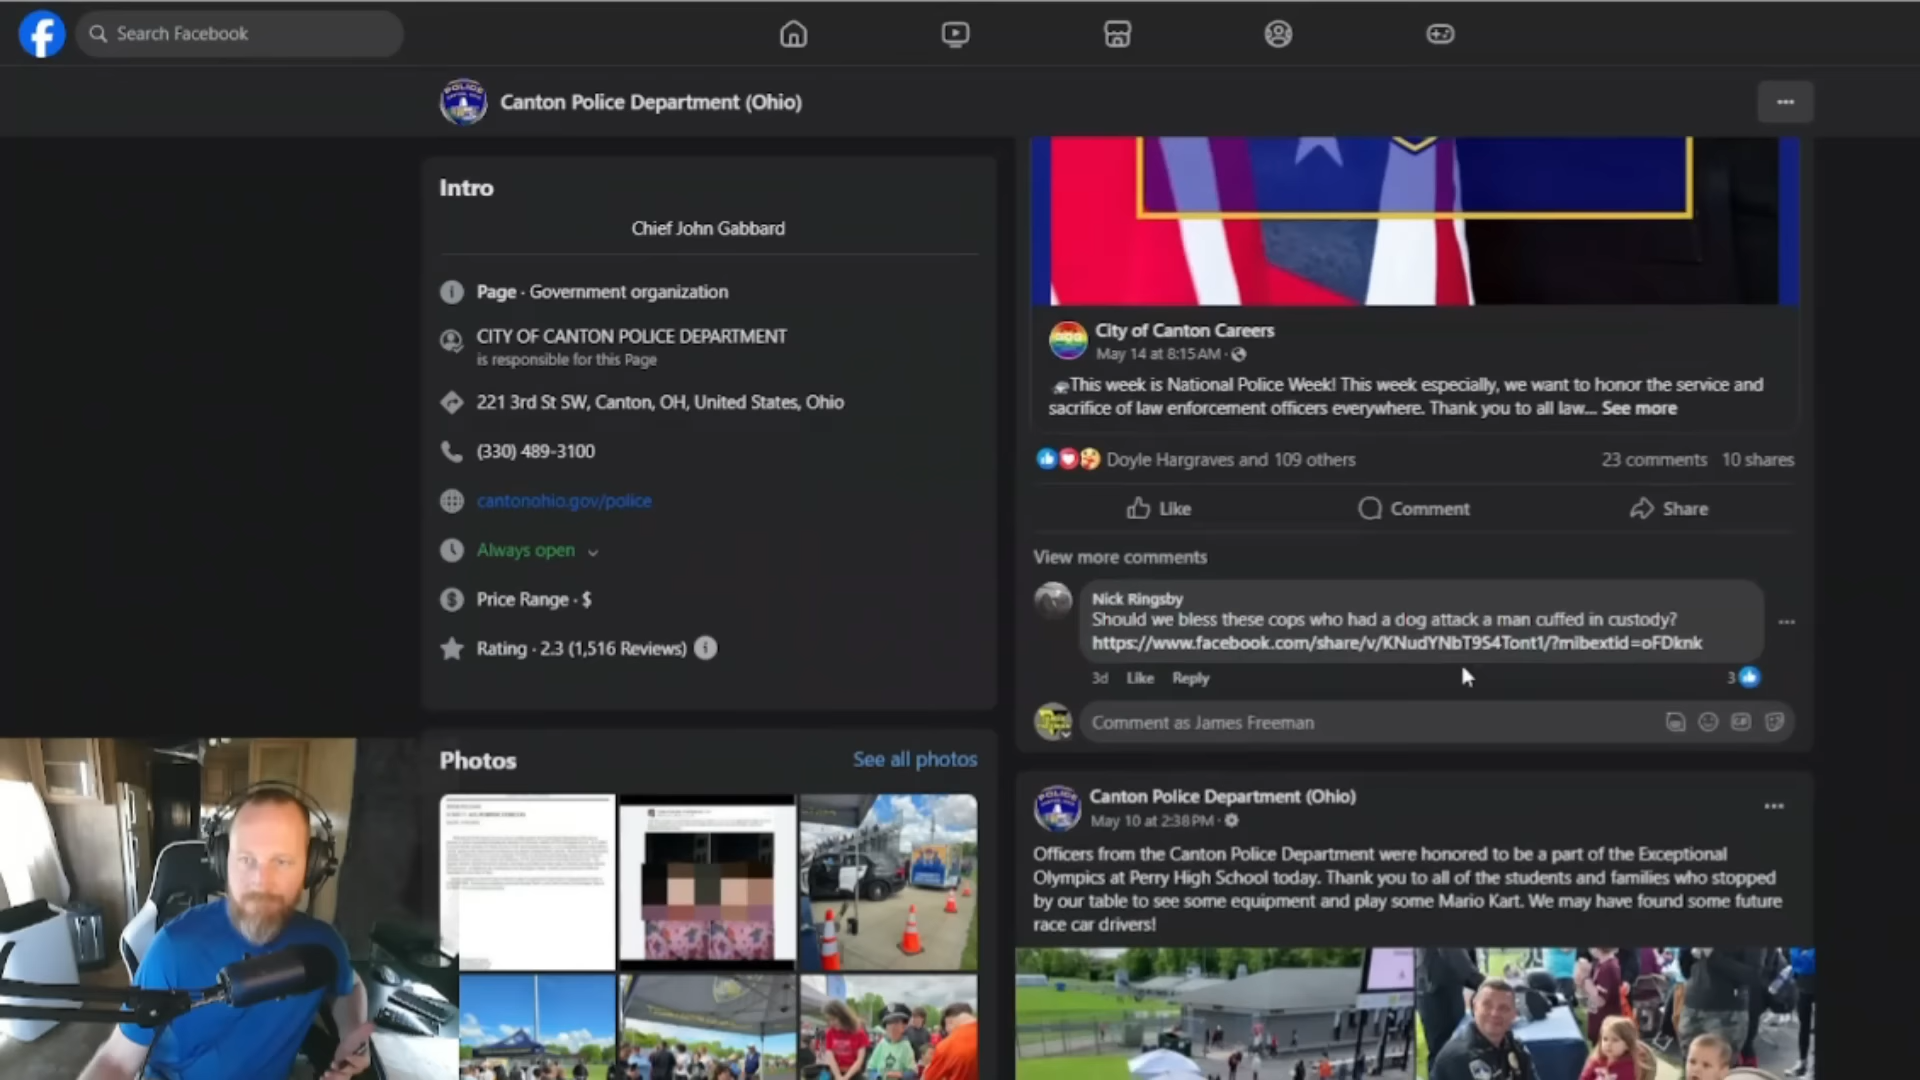 Search Facebook
Canton Police Department (Ohio)
Intro
Chief John Gabbard
Page · Government organization
CITY OF CANTON POLICE DEPARTMENT
is responsible for this Page
221 3rd St SW, Canton, OH, United States, Ohio
(330) 489-3100
cantonohio.gov/police
Always open
Price Range · $
Rating · 2.3 (1,516 Reviews)
Photos
See all photos
City of Canton Careers
May 14 at 8:15 AM ·
This week is National Police Week! This week especially, we want to honor the service and
sacrifice of law enforcement officers everywhere. Thank you to all law... See more
Doyle Hargraves and 109 others
23 comments 10 shares
Like
Comment
Share
View more comments
Nick Ringsby
Should we bless these cops who had a dog attack a man cuffed in custody?
https://www.facebook.com/share/v/KNudYNbT9S4Tont1/?mibextid=oFDknk
3d Like Reply
3
Comment as James Freeman
Canton Police Department (Ohio)
May 10 at 2:38 PM ·
Officers from the Canton Police Department were honored to be a part of the Exceptional
Olympics at Perry High School today. Thank you to all of the students and families who stopped
by our table to see some equipment and play some Mario Kart. We may have found some future
race car drivers!